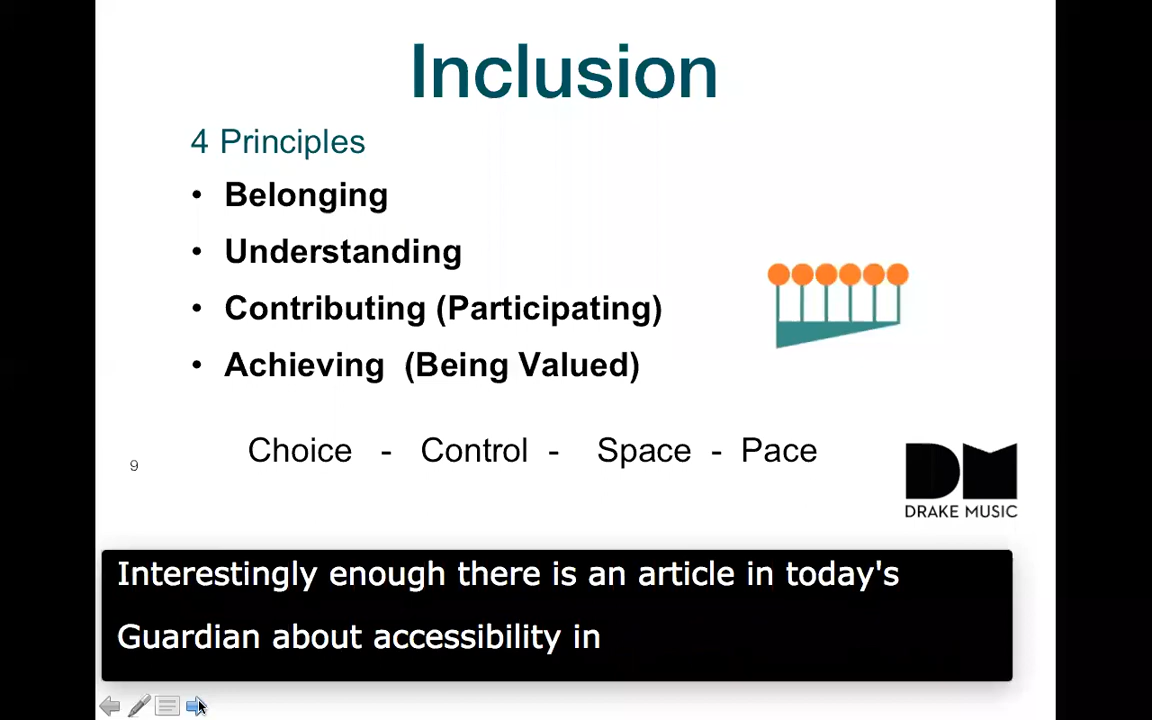 Inclusion
4 Principles
• Belonging
• Understanding
• Contributing (Participating)
• Achieving (Being Valued)
Choice - Control - Space - Pace
9
DM
DRAKE MUSIC
Interestingly enough there is an article in today's
Guardian about accessibility in